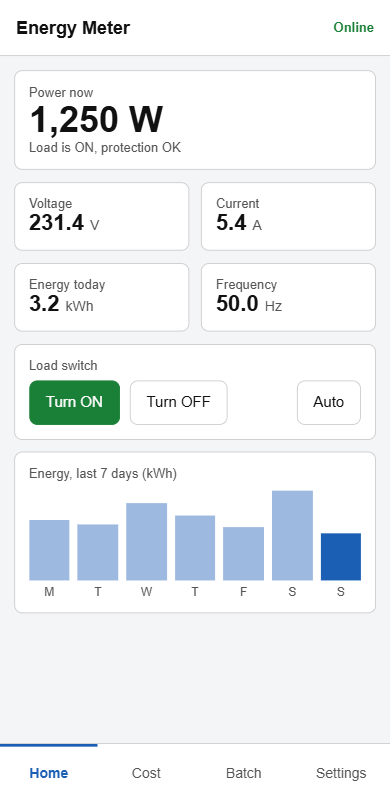 Energy Meter
Online
Power now
1,250 W
Load is ON, protection OK
Voltage
231.4 V
Current
5.4 A
Energy today
3.2 kWh
Frequency
50.0 Hz
Load switch
Turn ON
Turn OFF
Auto
Energy, last 7 days (kWh)
M T W T F S S
Home
Cost
Batch
Settings